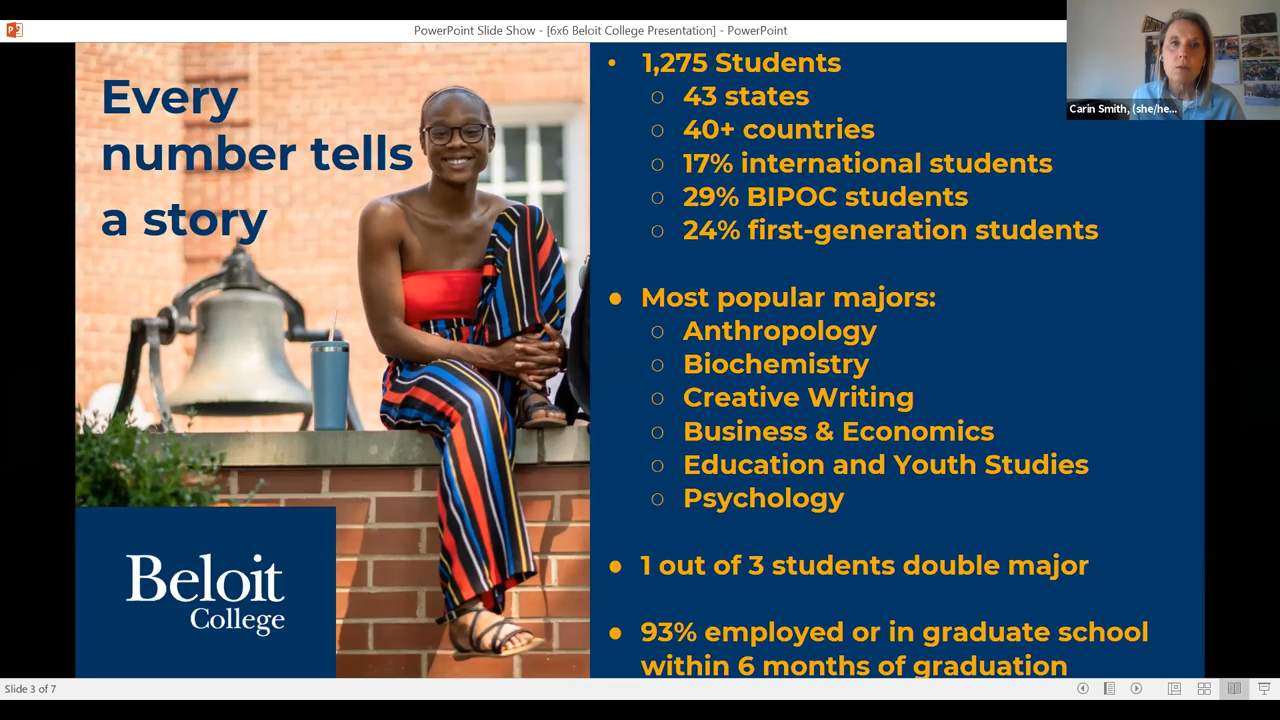 PowerPoint Slide Show - [6x6 Beloit College Presentation] - PowerPoint
Carin Smith, (she/he...
Every
number tells
a story
• 1,275 Students
○ 43 states
○ 40+ countries
○ 17% international students
○ 29% BIPOC students
○ 24% first-generation students
● Most popular majors:
○ Anthropology
○ Biochemistry
○ Creative Writing
○ Business & Economics
○ Education and Youth Studies
○ Psychology
● 1 out of 3 students double major
● 93% employed or in graduate school
within 6 months of graduation
Beloit
College
Slide 3 of 7